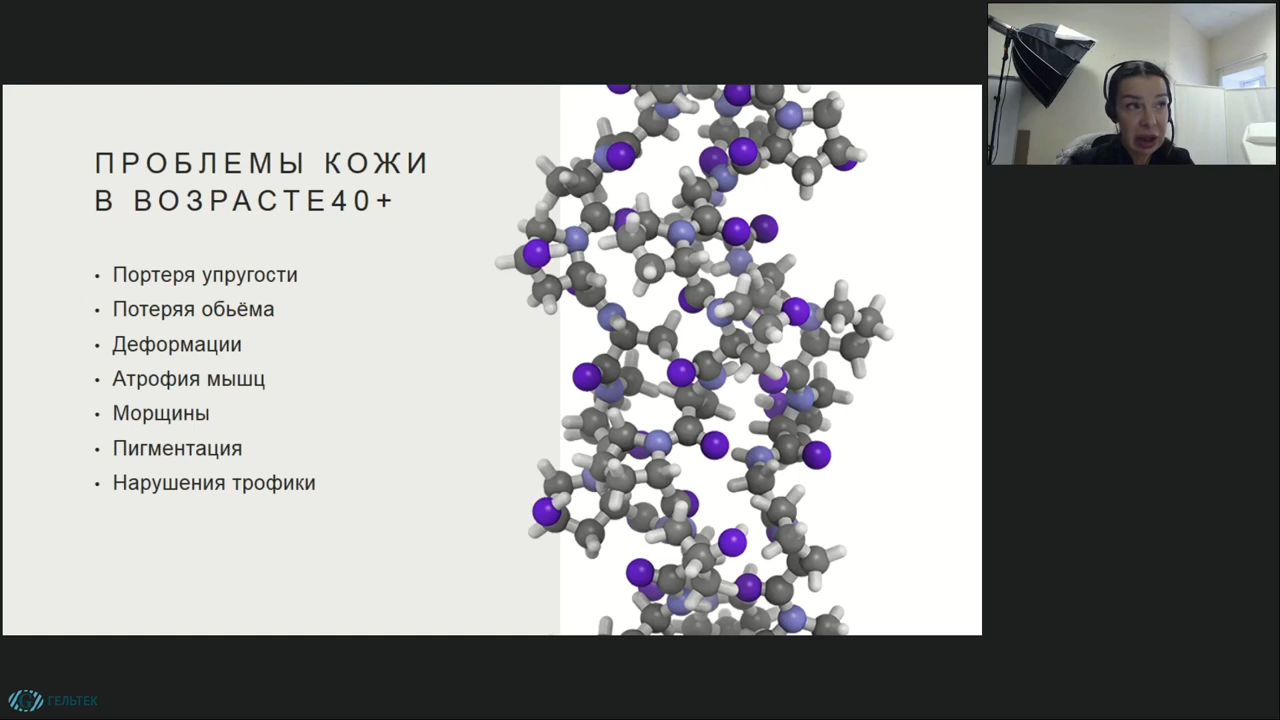 ПРОБЛЕМЫ КОЖИ
В ВОЗРАСТЕ40+
• Портеря упругости
• Потеряя обьёма
• Деформации
• Атрофия мышц
• Морщины
• Пигментация
• Нарушения трофики
ГЕЛЬТЕК